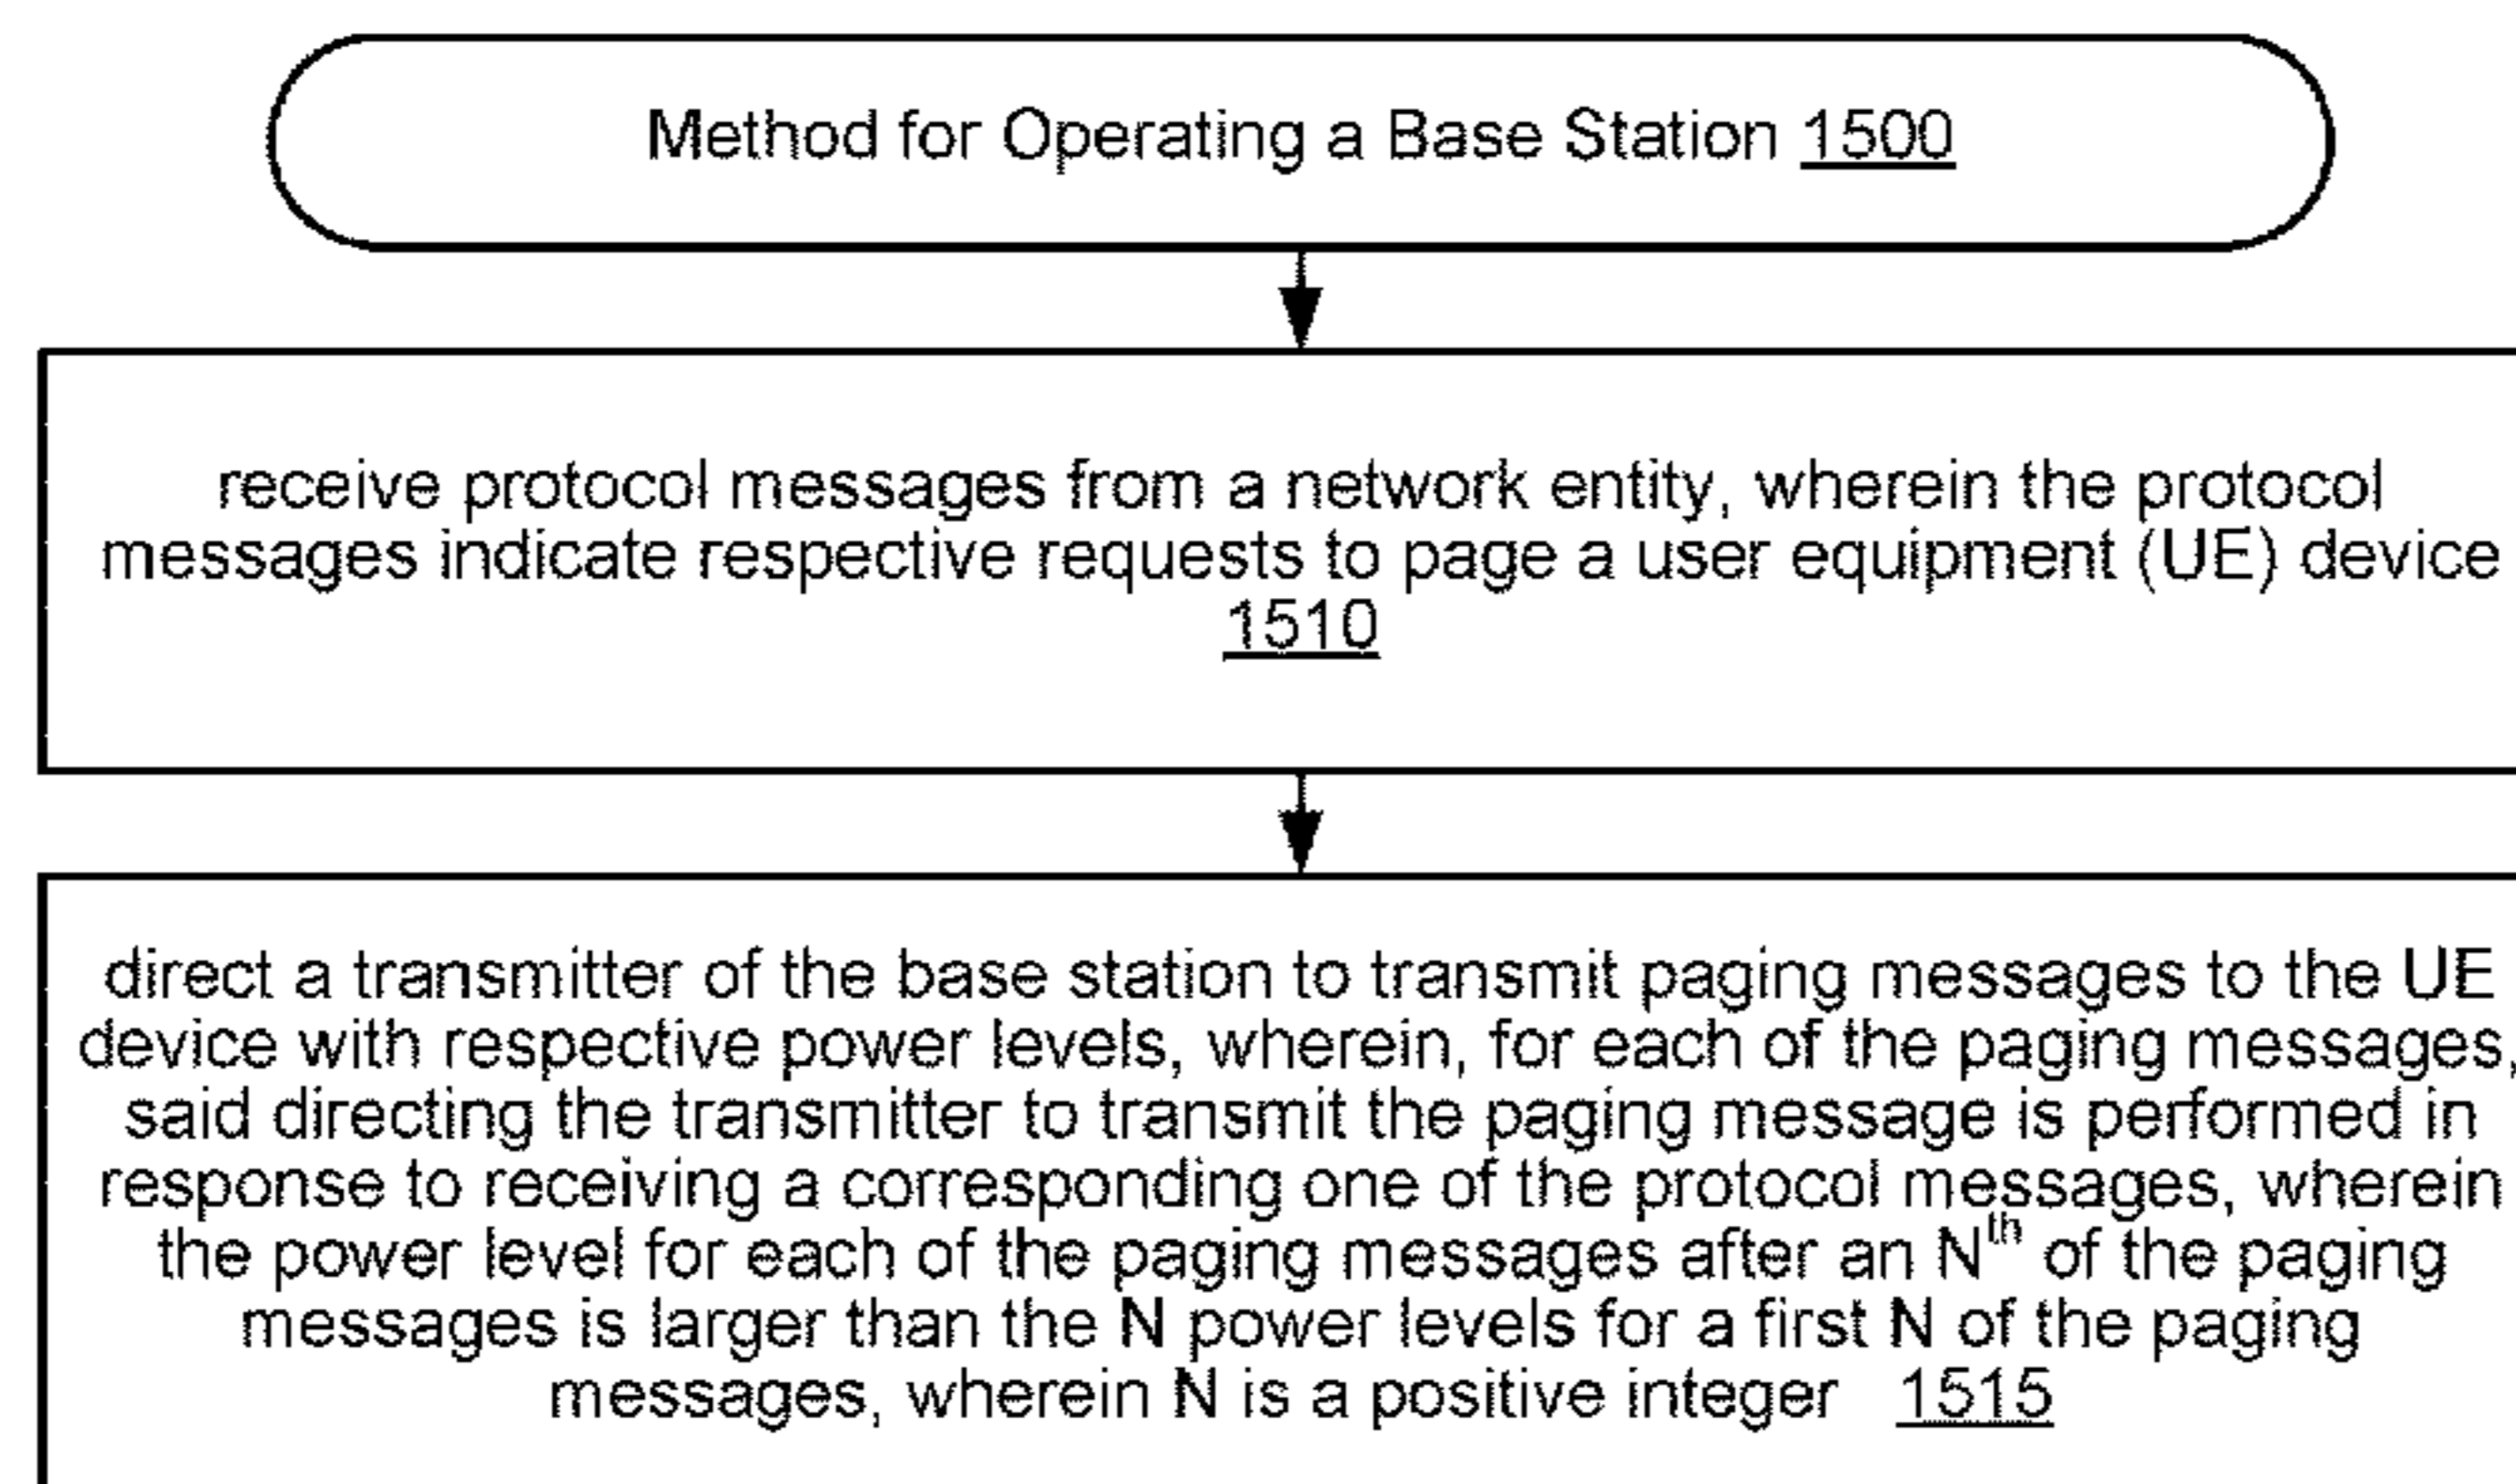 Method for Operating a Base Station 1500
receive protocol messages from a network entity, wherein the protocol
messages indicate respective requests to page a user equipment (UE) device
1510
direct a transmitter of the base station to transmit paging messages to the UE
device with respective power levels, wherein, for each of the paging messages,
said directing the transmitter to transmit the paging message is performed in
response to receiving a corresponding one of the protocol messages, wherein
the power level for each of the paging messages after an Nth of the paging
messages is larger than the N power levels for a first N of the paging
messages, wherein N is a positive integer 1515